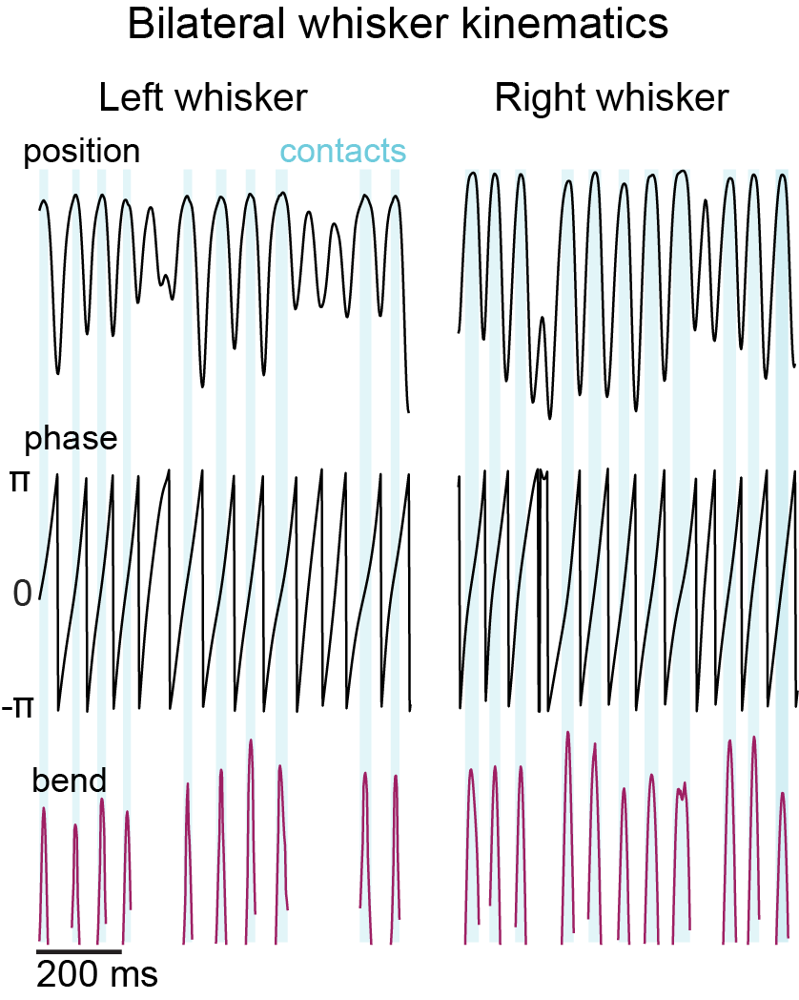 Bilateral whisker kinematics
Left whisker
Right whisker
position
contacts
phase
π
0
-π
bend
200 ms